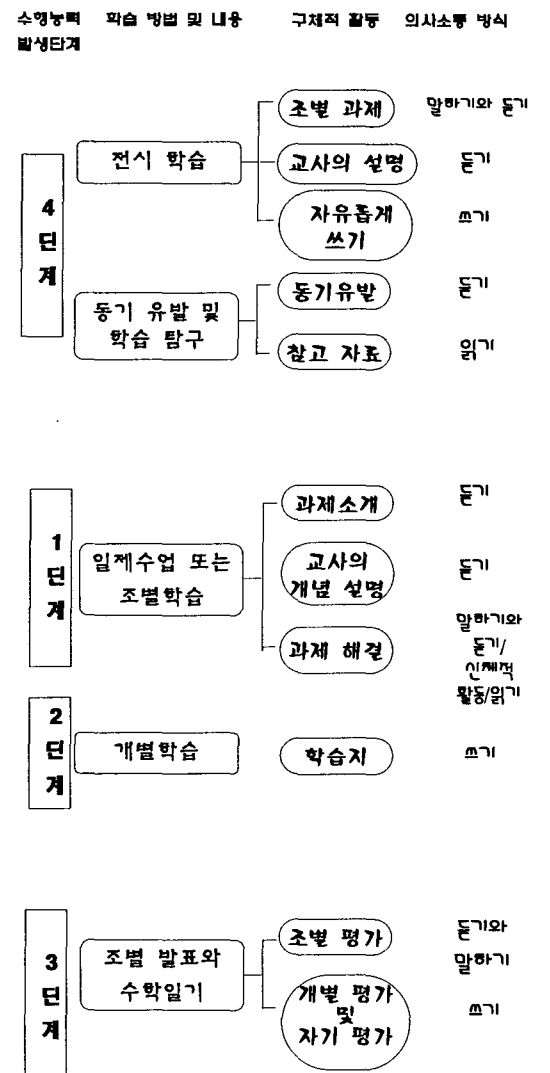 수행능력 학습 방법 및 내용 구체적 활동 의사소통 방식
발생단계
조별 과제 말하기와 듣기
전시 학습 교사의 설명 듣기
4
단
계
자유롭게
쓰기
쓰기
동기유발 듣기
동기 유발 및
학습 탐구
참고 자료 읽기
과제소개 듣기
1
단
계
일제수업 또는
조별학습
교사의
개념 설명
듣기
과제 해결
말하기와
듣기/
신체적
활동/읽기
2
단
계
개별학습 학습지 쓰기
조별 평가
듣기와
말하기
3
단
계
조별 발표와
수학일기
개별 평가
및
자기 평가
쓰기